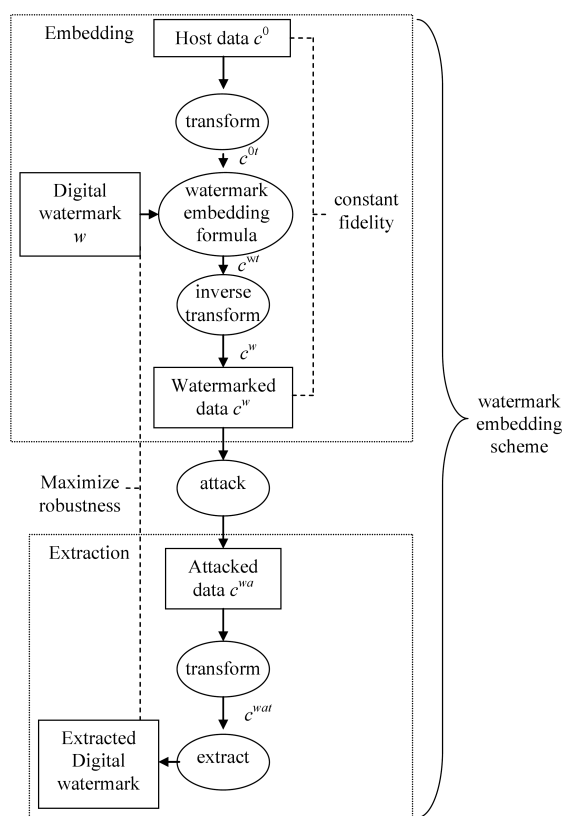 Embedding
Host data c⁰
transform
c⁰ᵗ
Digital
watermark
w
watermark
embedding
formula
constant
fidelity
cʷᵗ
inverse
transform
cʷ
Watermarked
data cʷ
watermark
embedding
scheme
attack
Maximize
robustness
Extraction
Attacked
data cʷᵃ
transform
cʷᵃᵗ
Extracted
Digital
watermark
extract